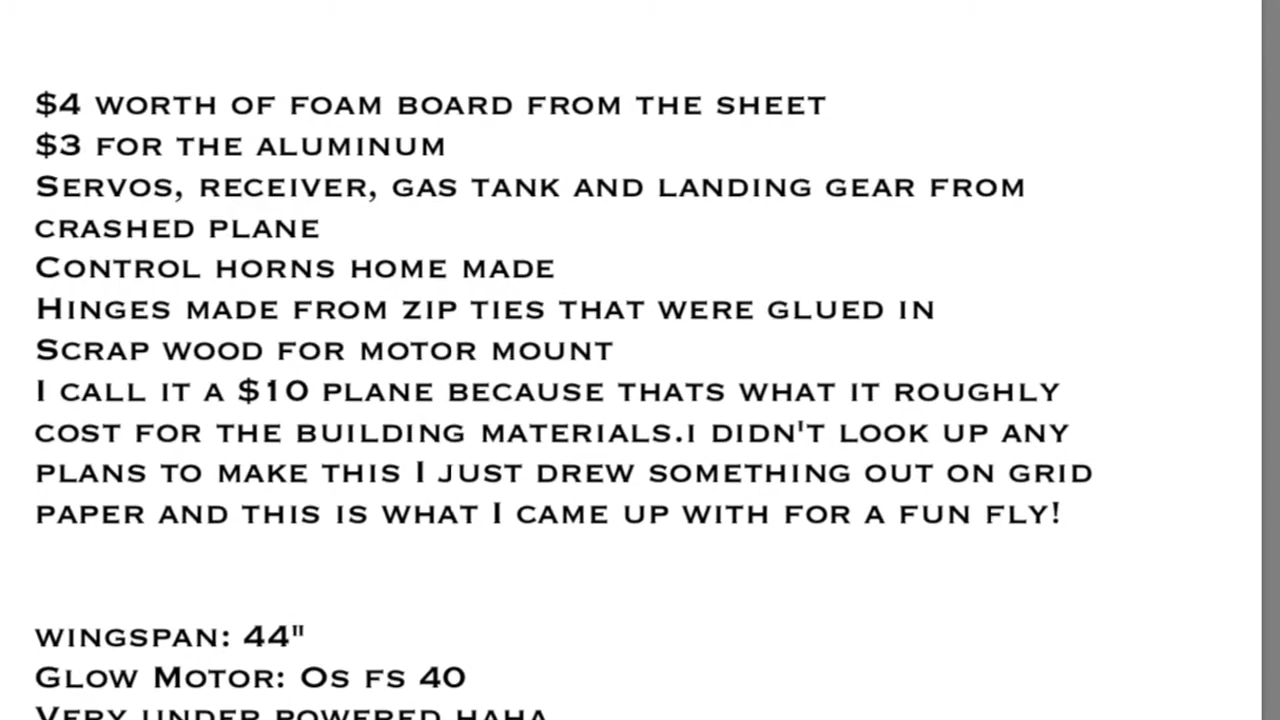 $4 worth of foam board from the sheet
$3 for the aluminum
Servos, receiver, gas tank and landing gear from
crashed plane
Control horns home made
Hinges made from zip ties that were glued in
Scrap wood for motor mount
I call it a $10 plane because thats what it roughly
cost for the building materials.i didn't look up any
plans to make this I just drew something out on grid
paper and this is what I came up with for a fun fly!
wingspan: 44"
Glow Motor: Os fs 40
Very under powered haha